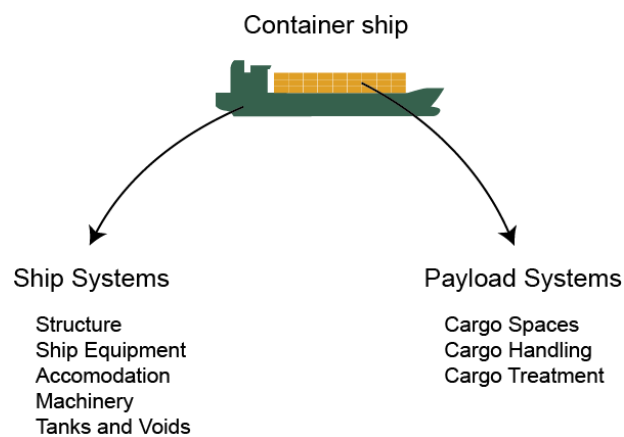 Container ship
Ship Systems
Structure
Ship Equipment
Accomodation
Machinery
Tanks and Voids
Payload Systems
Cargo Spaces
Cargo Handling
Cargo Treatment